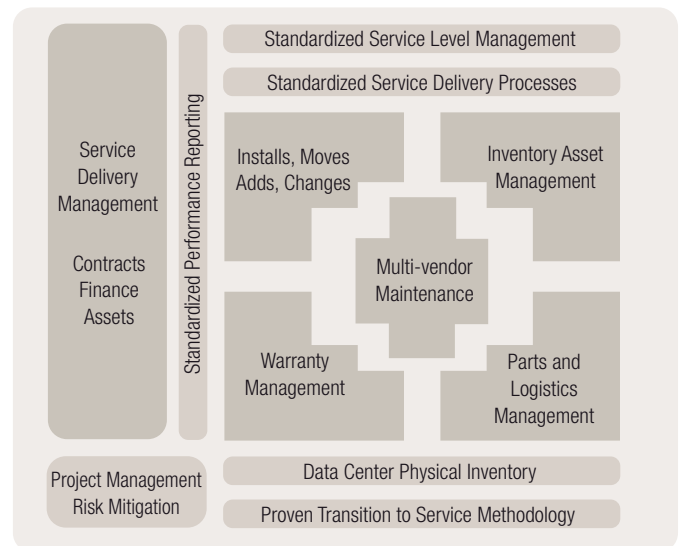 Service
Delivery
Management
Contracts
Finance
Assets
Standardized Performance Reporting
Standardized Service Level Management
Standardized Service Delivery Processes
Installs, Moves
Adds, Changes
Inventory Asset
Management
Multi-vendor
Maintenance
Warranty
Management
Parts and
Logistics
Management
Project Management
Risk Mitigation
Data Center Physical Inventory
Proven Transition to Service Methodology